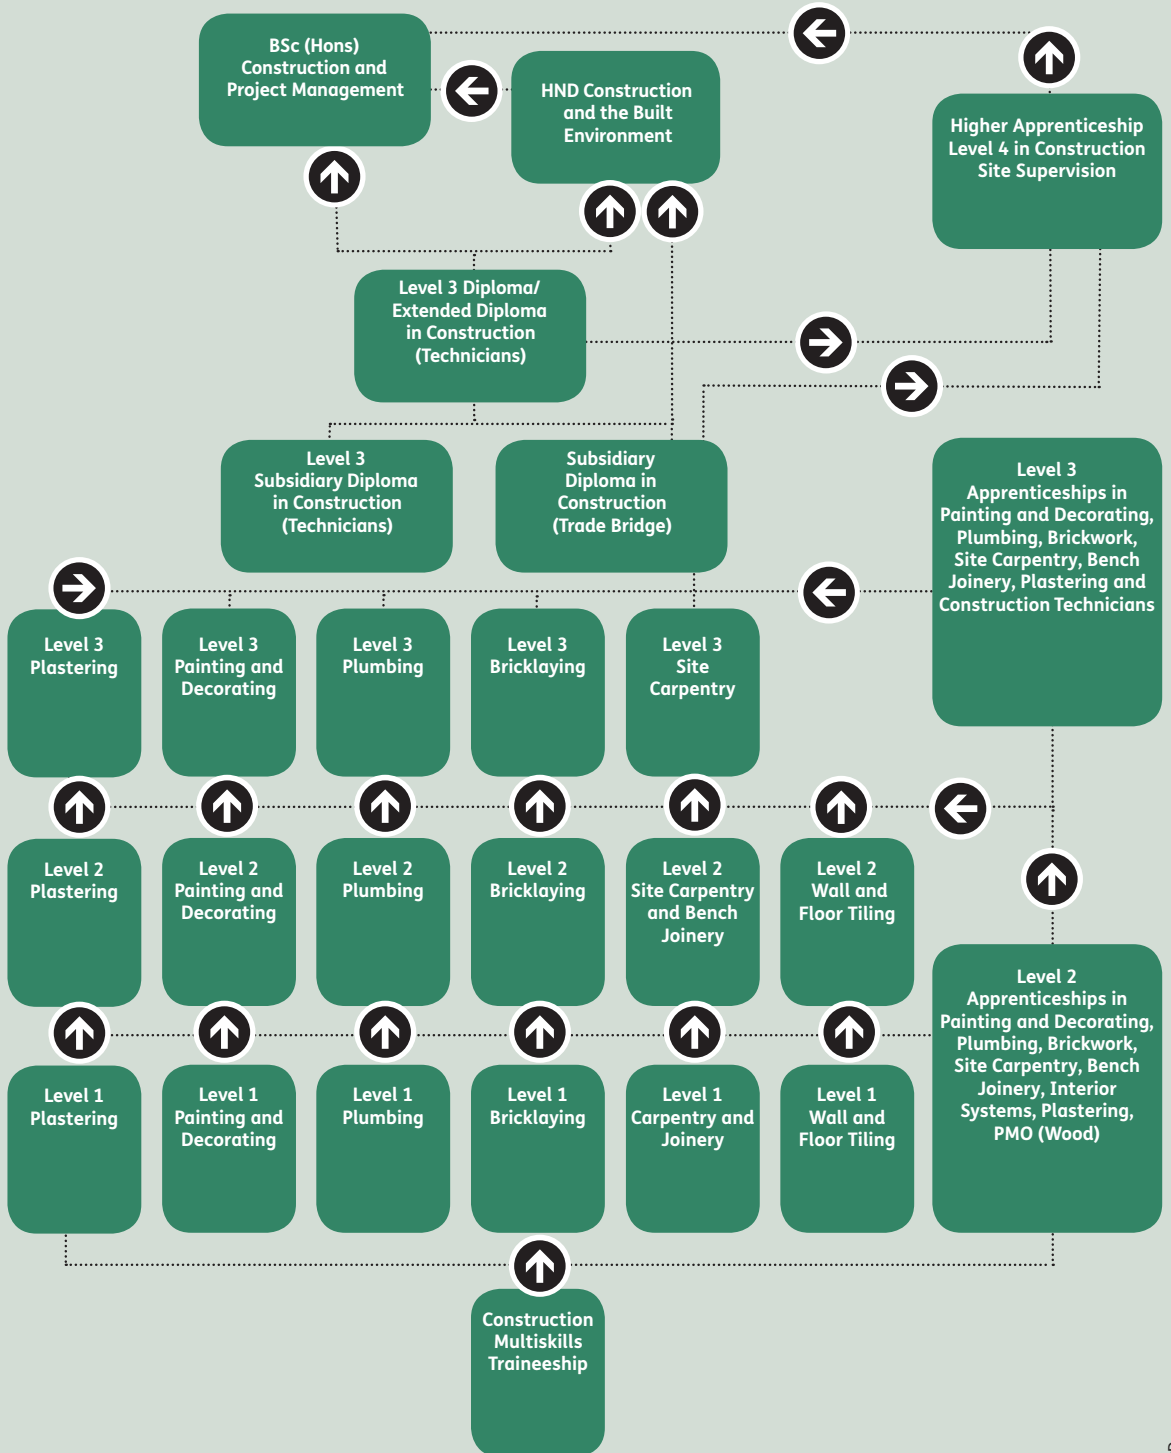 BSc (Hons)
Construction and
Project Management
HND Construction
and the Built
Environment
Higher Apprenticeship
Level 4 in Construction
Site Supervision
Level 3 Diploma/
Extended Diploma
in Construction
(Technicians)
Level 3
Subsidiary Diploma
in Construction
(Technicians)
Subsidiary
Diploma in
Construction
(Trade Bridge)
Level 3
Apprenticeships in
Painting and Decorating,
Plumbing, Brickwork,
Site Carpentry, Bench
Joinery, Plastering and
Construction Technicians
Level 3
Plastering
Level 3
Painting and
Decorating
Level 3
Plumbing
Level 3
Bricklaying
Level 3
Site
Carpentry
Level 2
Plastering
Level 2
Painting and
Decorating
Level 2
Plumbing
Level 2
Bricklaying
Level 2
Site Carpentry
and Bench
Joinery
Level 2
Wall and
Floor Tiling
Level 2
Apprenticeships in
Painting and Decorating,
Plumbing, Brickwork,
Site Carpentry, Bench
Joinery, Interior
Systems, Plastering,
PMO (Wood)
Level 1
Plastering
Level 1
Painting and
Decorating
Level 1
Plumbing
Level 1
Bricklaying
Level 1
Carpentry and
Joinery
Level 1
Wall and
Floor Tiling
Construction
Multiskills
Traineeship